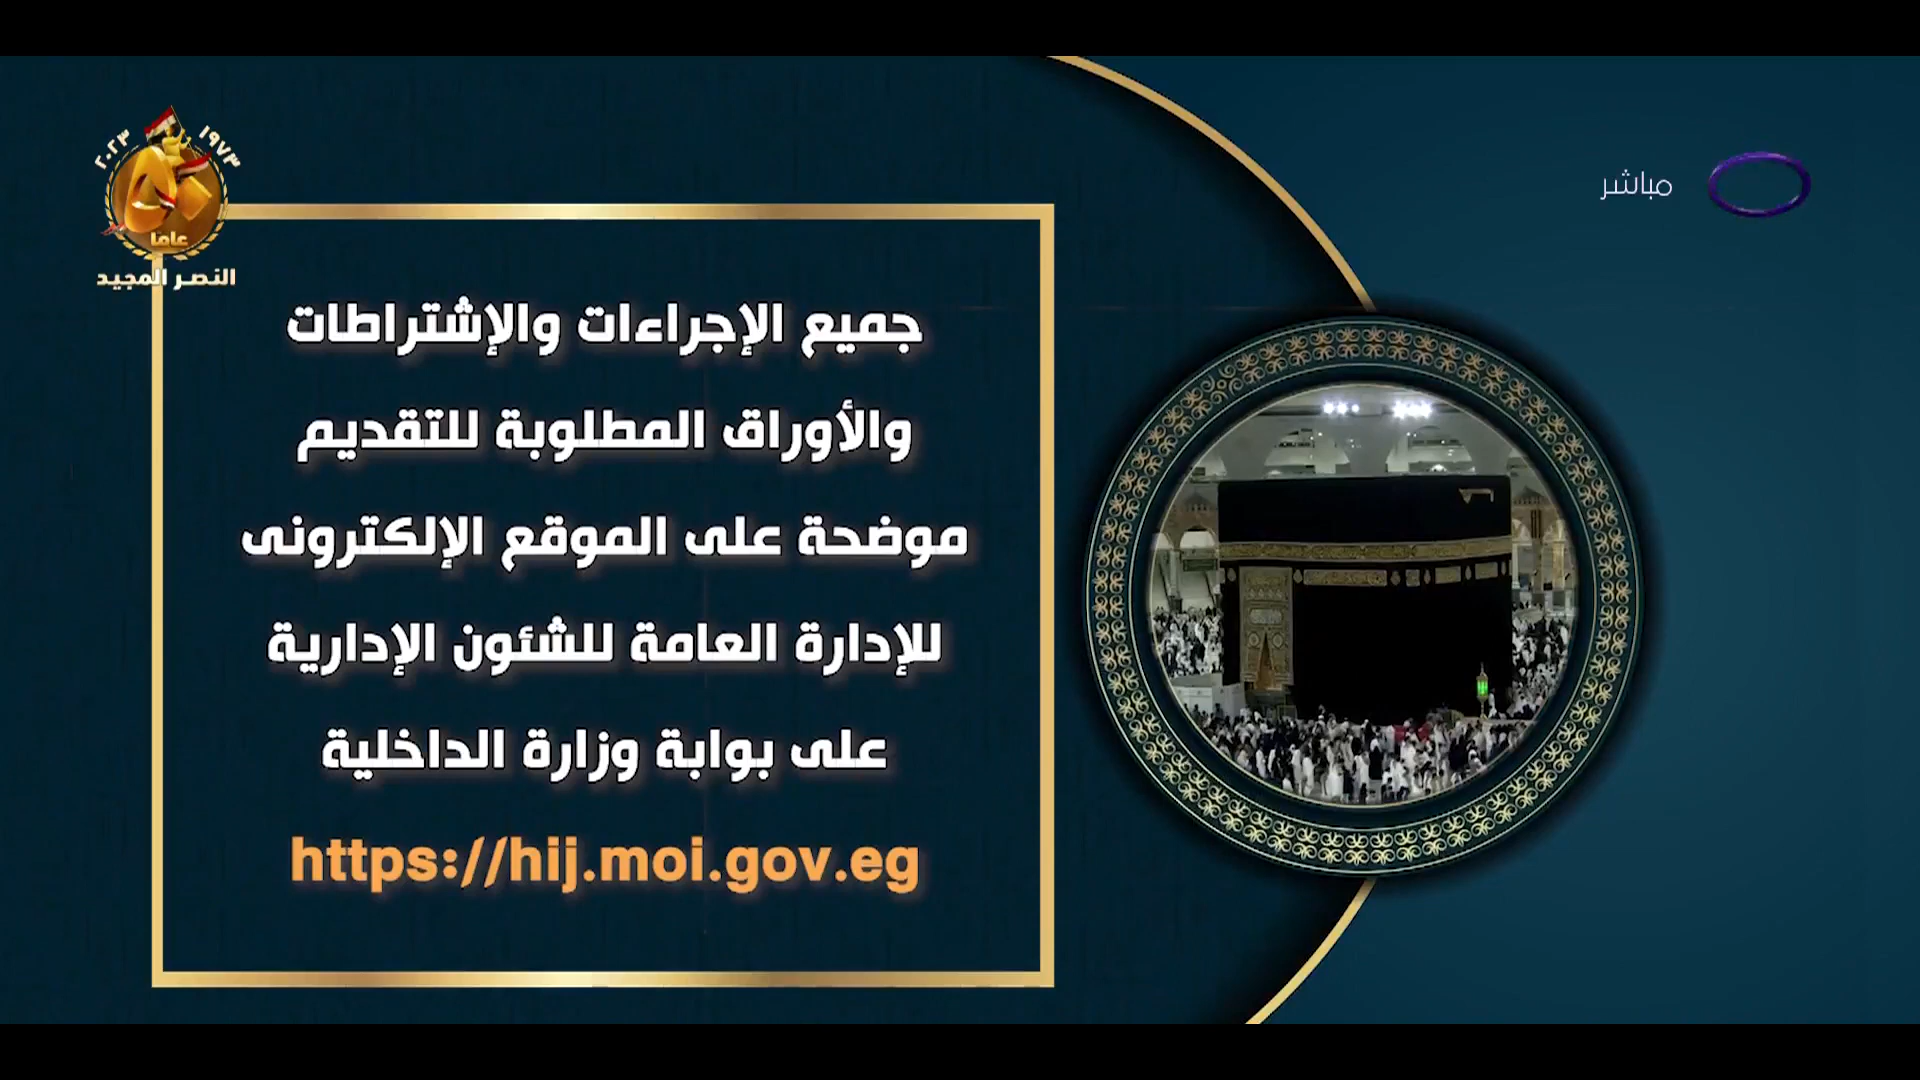 ١٩٧٣
٢٠٢٣
٥٠
عاما
النصر المجيد
مباشر
جميع الإجراءات والإشتراطات
والأوراق المطلوبة للتقديم
موضحة على الموقع الإلكترونى
للإدارة العامة للشئون الإدارية
على بوابة وزارة الداخلية
https://hij.moi.gov.eg